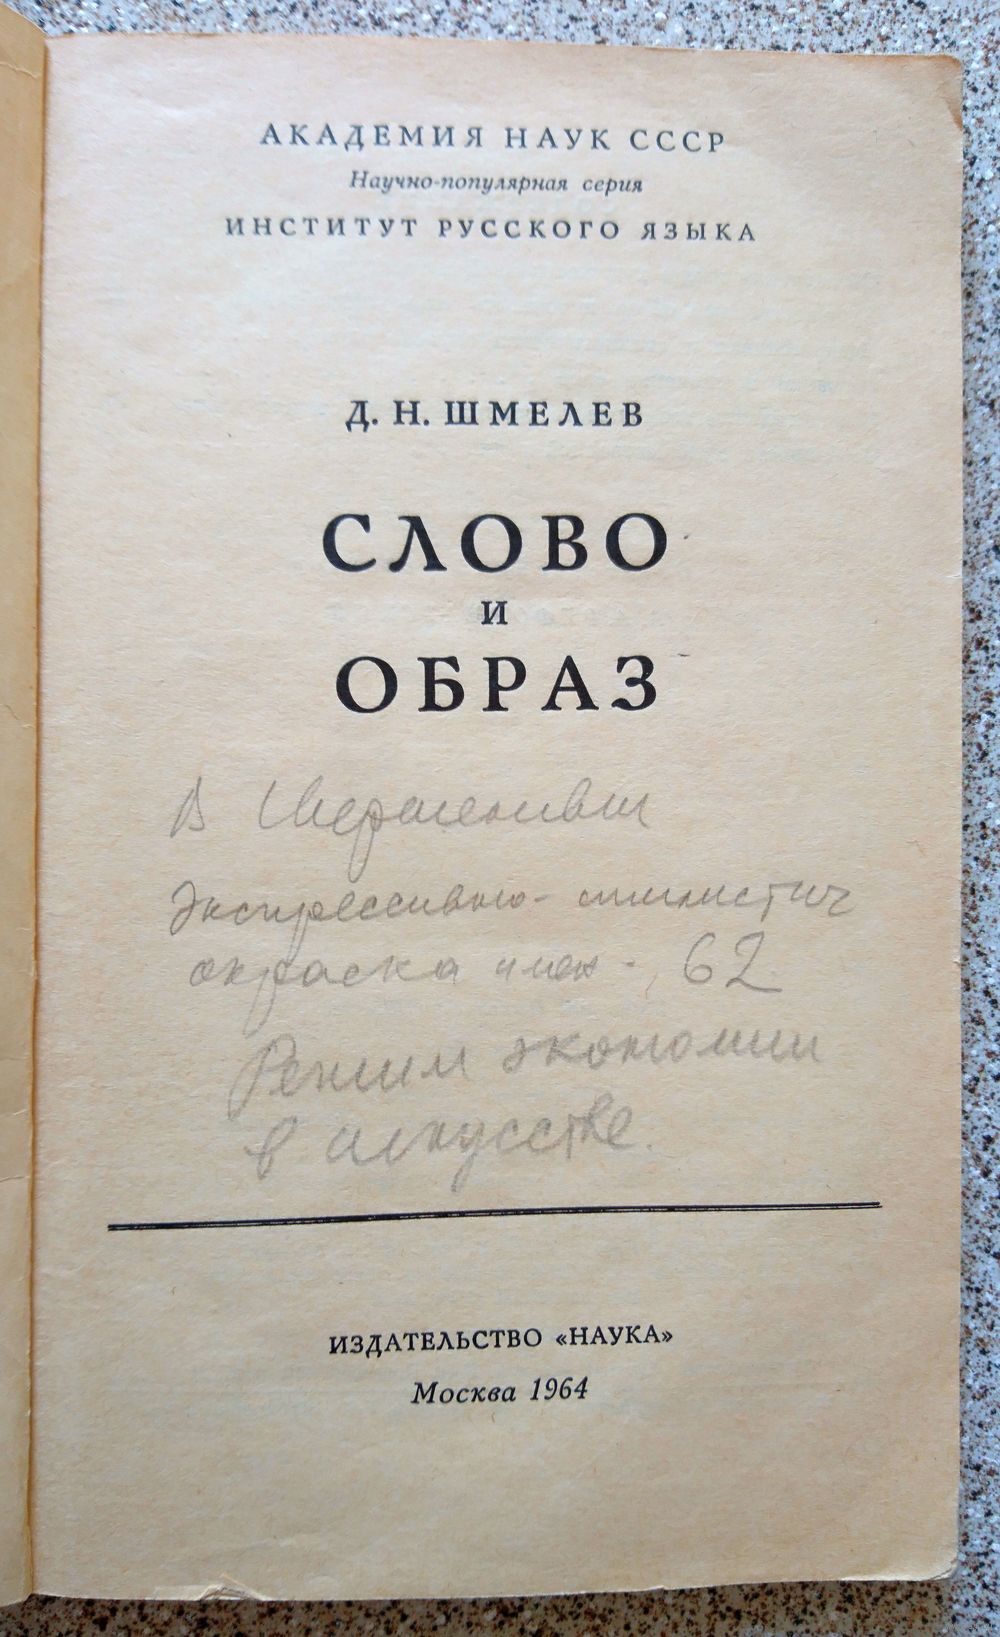 АКАДЕМИЯ НАУК СССР
Научно-популярная серия
ИНСТИТУТ РУССКОГО ЯЗЫКА
Д. Н. ШМЕЛЕВ
СЛОВО
И
ОБРАЗ
В
Экспрессивно-стилистич
окраска - 62
Режим экономии
в искусстве.
ИЗДАТЕЛЬСТВО «НАУКА»
Москва 1964